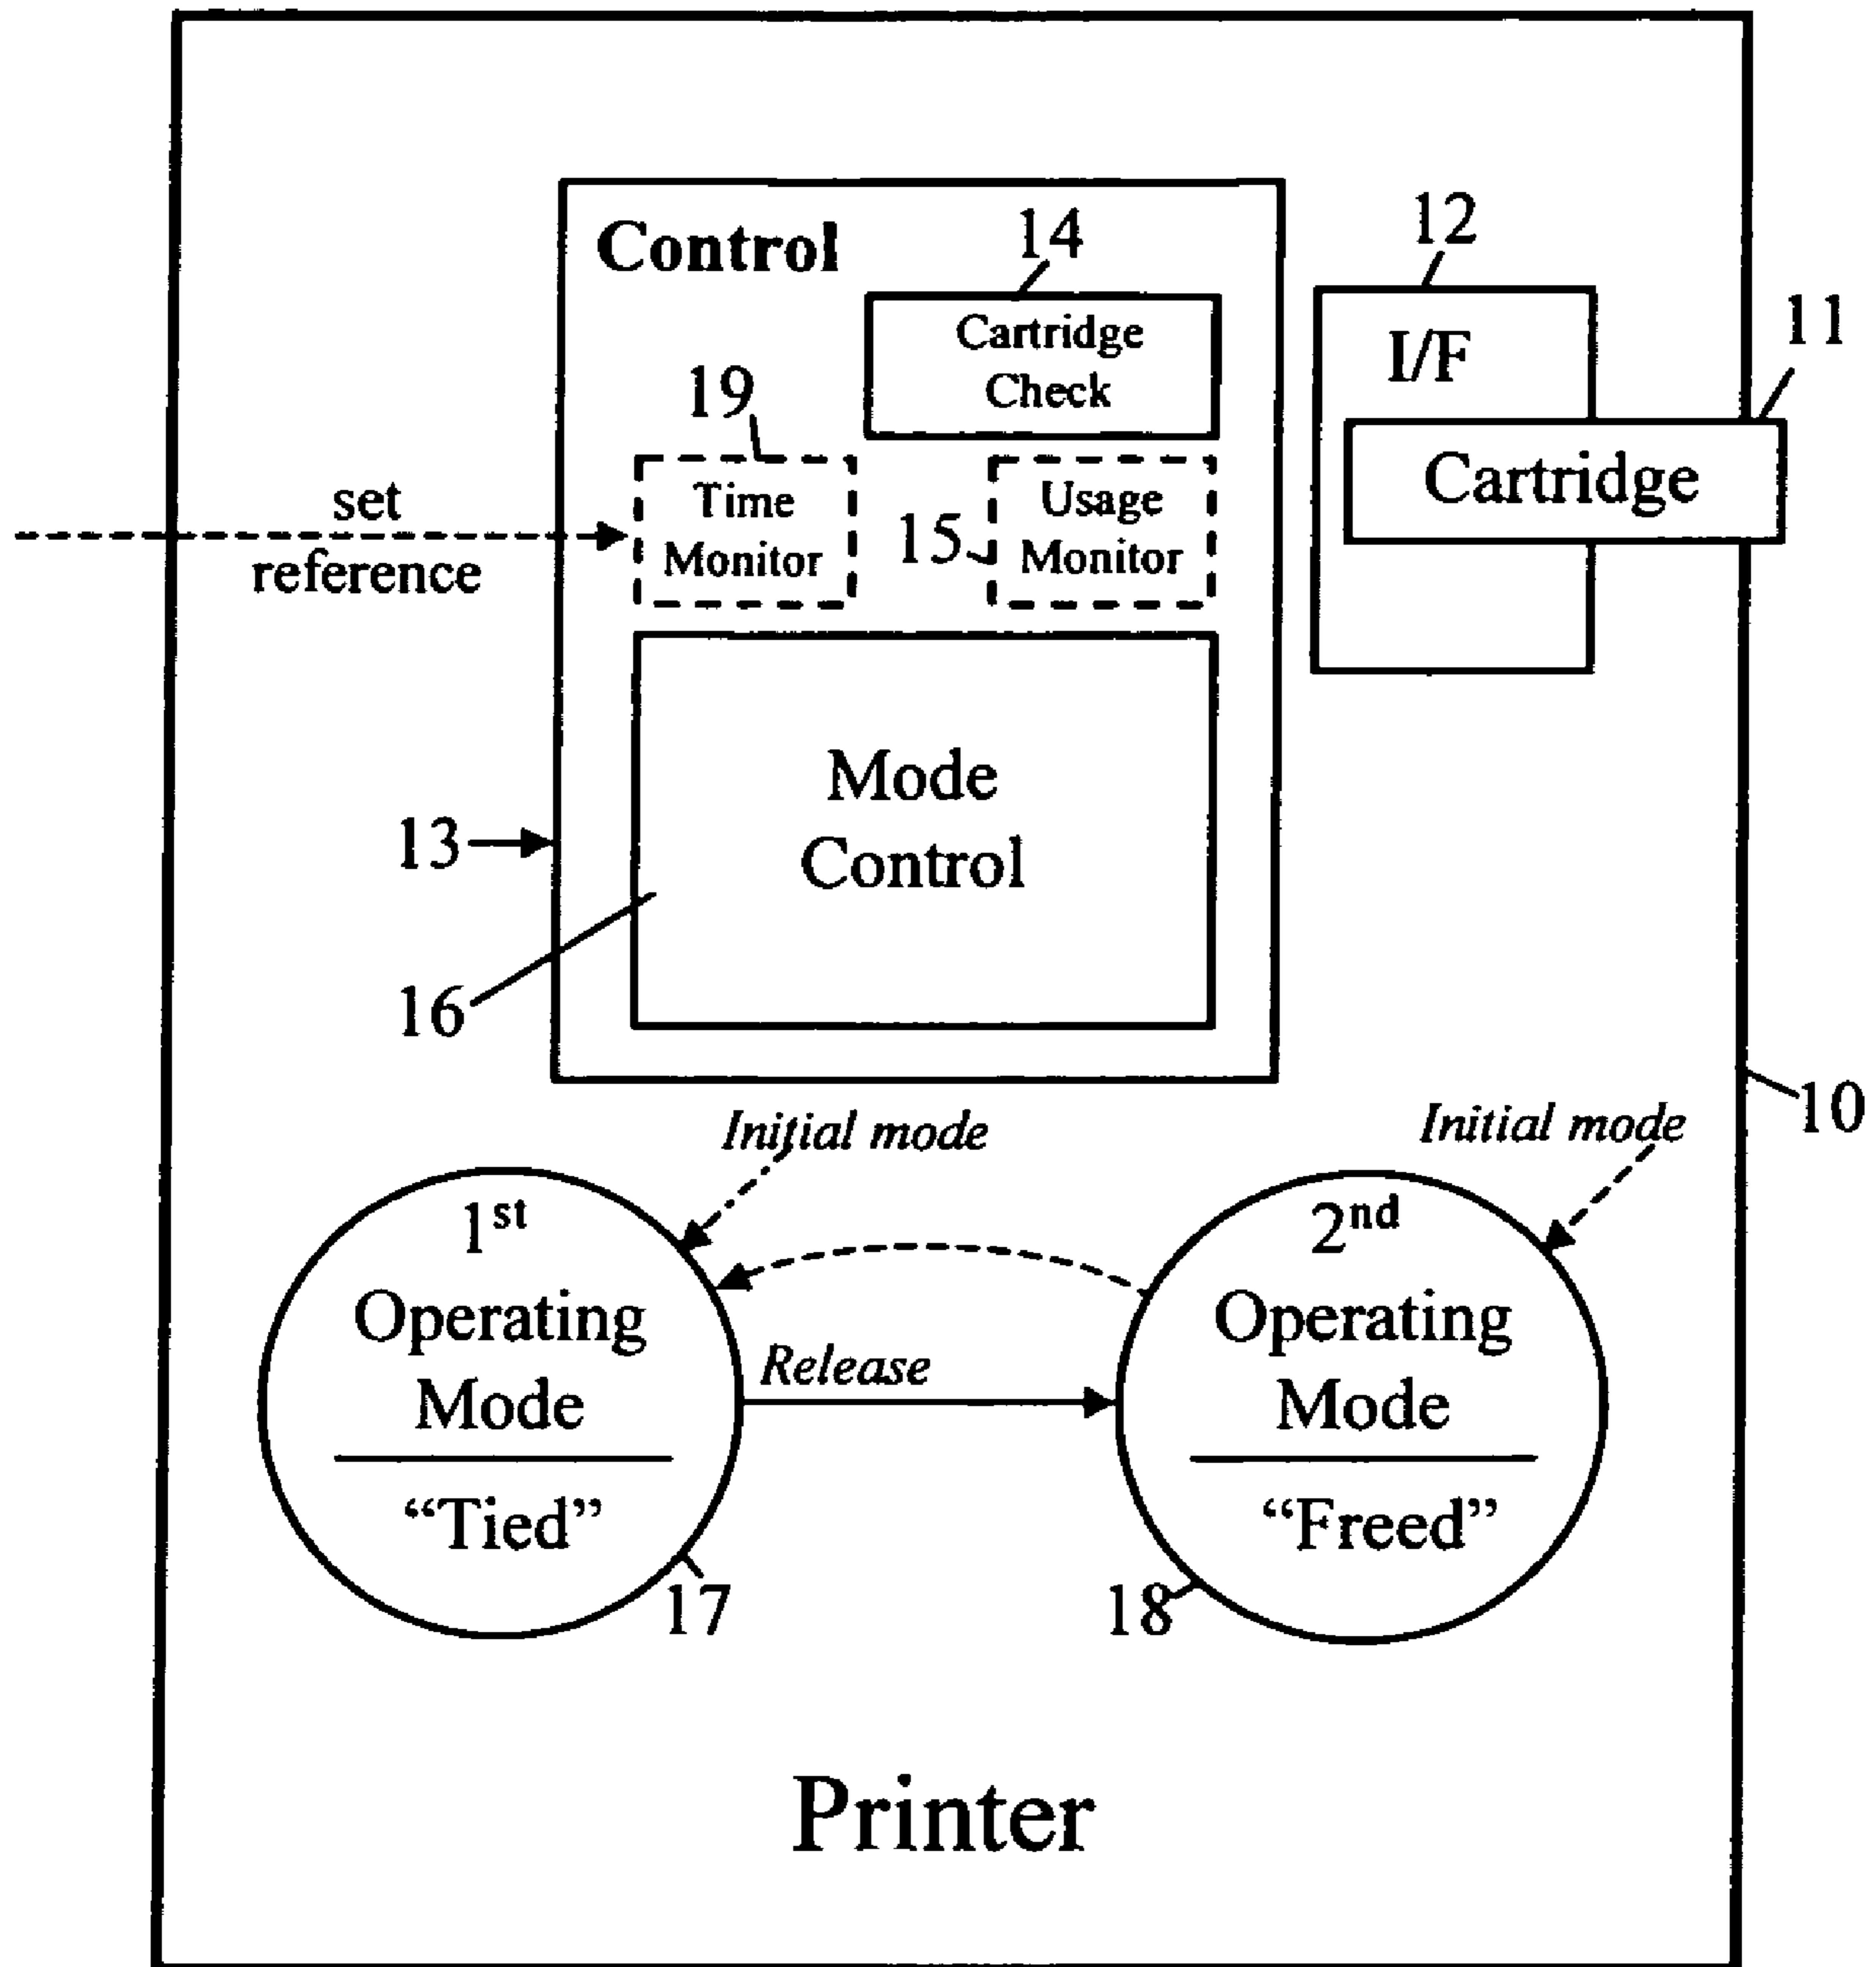 Control
14
12
Cartridge
Check
I/F
11
19
Cartridge
set
reference
Time
Monitor
15
Usage
Monitor
Mode
Control
13
16
10
Initial mode
Initial mode
1st
Operating
Mode
“Tied”
Release
2nd
Operating
Mode
“Freed”
17
18
Printer